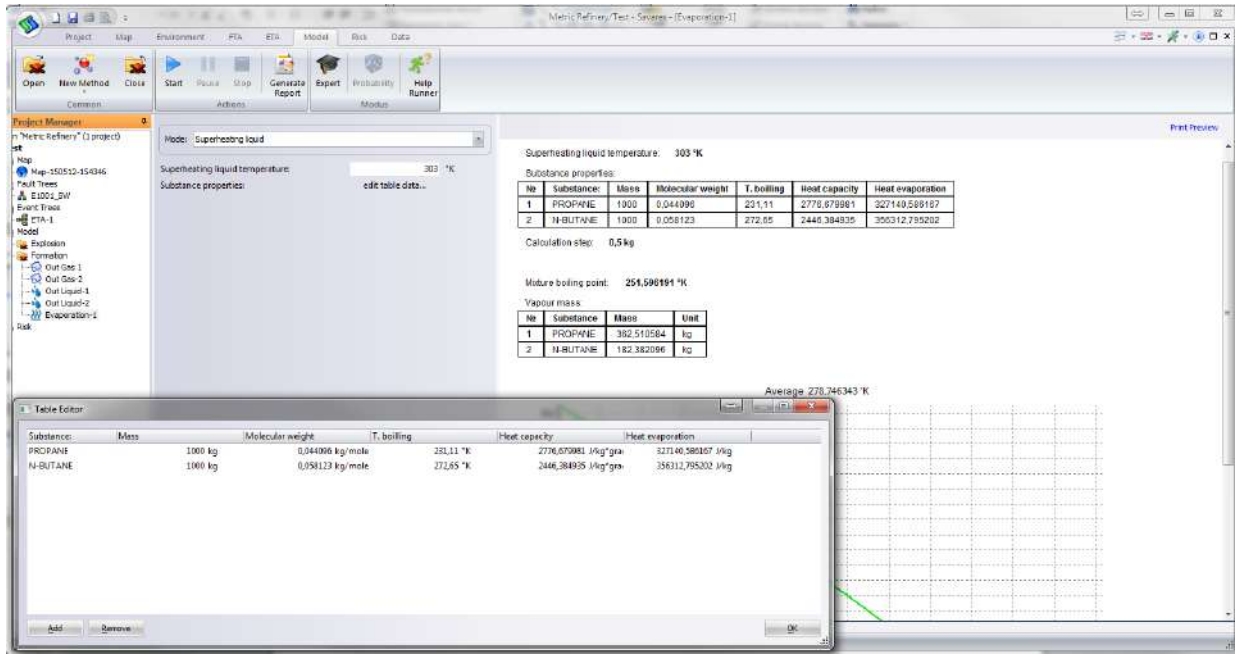 Metric Refinery/Test - Severex - [Evaporation-1]
Project Map Environment FTA ETA Model Risk Data
Open New Method Close Start Pause Stop Generate Report Expert Probability Help Runner
Common Actions Modus
Project Manager
n "Metric Refinery" (1 project)
st
Map
Map-150512-154346
Fault Trees
E1001_SW
Event Trees
ETA-1
Model
Explosion
Formation
Out Gas 1
Out Gas-2
Out Liquid-1
Out Liquid-2
Evaporation-1
Risk
Mode: Superheating liquid
Superheating liquid temperature: 303 °K
Substance properties: edit table data...
Print Preview
Superheating liquid temperature: 303 °K
Substance properties:
№ Substance: Mass Molecular weight T. boiling Heat capacity Heat evaporation
1 PROPANE 1000 0,044096 231,11 2776,679981 327140,586167
2 N-BUTANE 1000 0,058123 272,65 2446,384935 356312,795202
Calculation step: 0,5 kg
Mixture boiling point: 251,596191 °K
Vapour mass:
№ Substance Mass Unit
1 PROPANE 382,510584 kg
2 N-BUTANE 182,382096 kg
Average 278,746343 °K
Table Editor
Substance: Mass Molecular weight T. boiling Heat capacity Heat evaporation
PROPANE 1000 kg 0,044096 kg/mole 231,11 °K 2776,679981 J/kg*gra 327140,586167 J/kg
N-BUTANE 1000 kg 0,058123 kg/mole 272,65 °K 2446,384935 J/kg*gra 356312,795202 J/kg
Add Remove OK